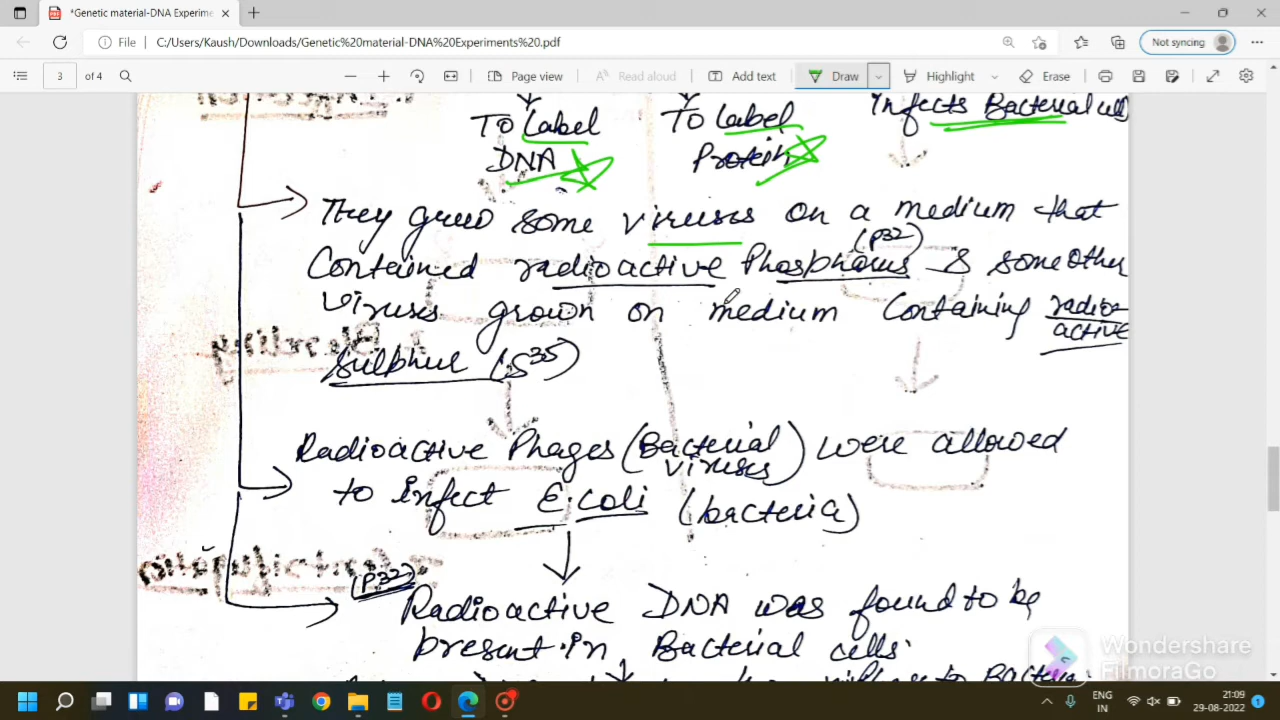 *Genetic material-DNA Experime
File
C:/Users/Kaush/Downloads/Genetic%20material-DNA%20Experiments%20.pdf
Not syncing
3 of 4
Page view
Read aloud
Add text
Draw
Highlight
Erase
Infects Bacterial cell
To Label To Label
DNA Protein
They grew some viruses on a medium that
(P32)
Contained radioactive Phosphorus & some other
viruses grown on medium Containing radio-
active
Sulphur (S35)
Radioactive Phages (Bacterial viruses) were allowed
to infect E.coli (bacteria)
(P32)
Radioactive DNA was found to be
present in Bacterial cells.
Wondershare
FilmoraGo
ENG
IN
21:09
29-08-2022